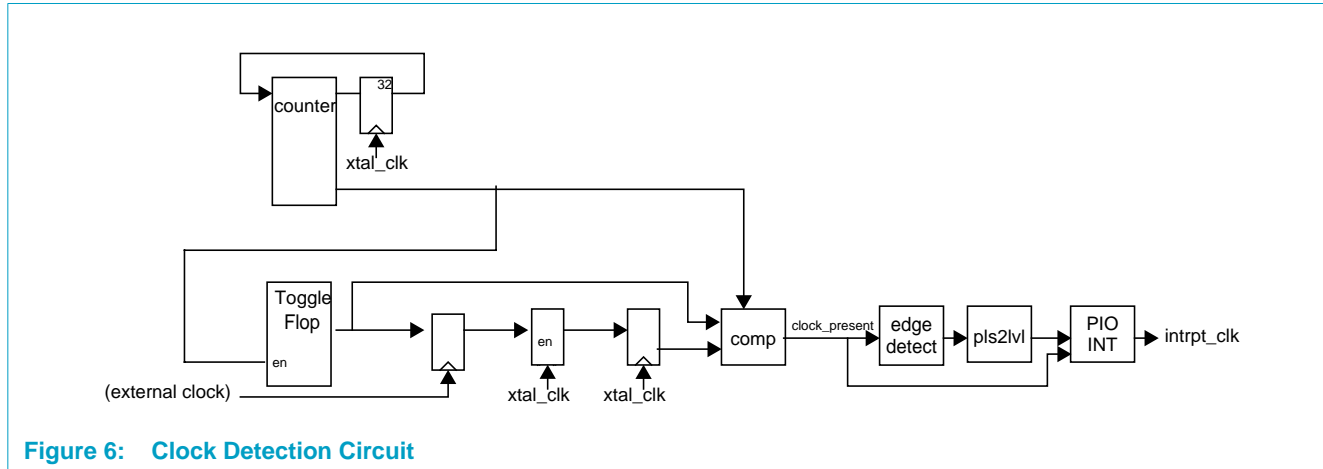 32
counter
xtal_clk
Toggle
Flop
en
(external clock)
en
xtal_clk
xtal_clk
comp
clock_present
edge
detect
pls2lvl
PIO
INT
intrpt_clk
Figure 6: Clock Detection Circuit